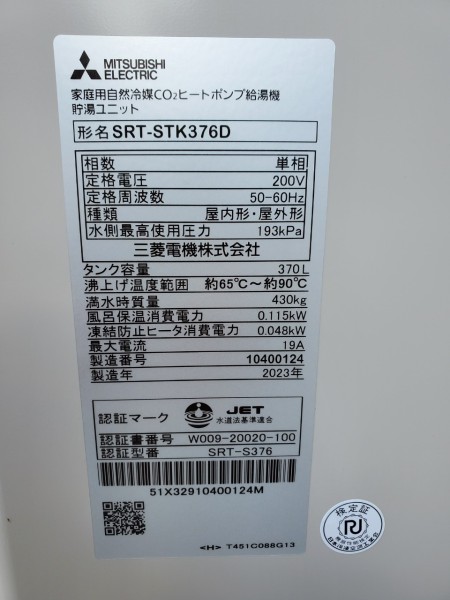 MITSUBISHI
ELECTRIC
家庭用自然冷媒CO₂ヒートポンプ給湯機
貯湯ユニット
形名 SRT-STK376D
相数 単相
定格電圧 200V
定格周波数 50-60Hz
種類 屋内形・屋外形
水側最高使用圧力 193kPa
三菱電機株式会社
タンク容量 370L
沸上げ温度範囲 約65℃～約90℃
満水時質量 430kg
風呂保温消費電力 0.115kW
凍結防止ヒータ消費電力 0.048kW
最大電流 19A
製造番号 10400124
製造年 2023年
認証マーク JET
水道法基準適合
認証書番号 W009-20020-100
認証型番 SRT-S376
51X32910400124M
<H> T451C088G13
検定証